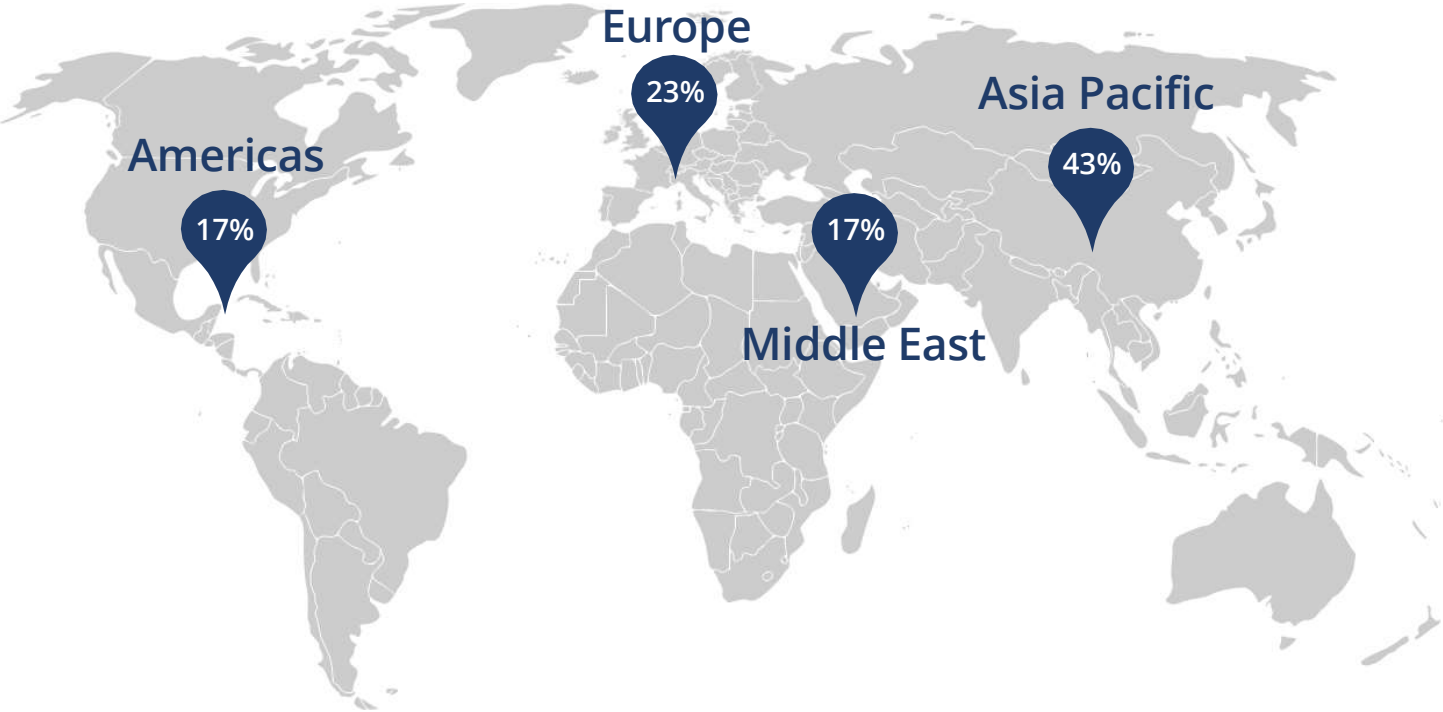 Europe
23%
Asia Pacific
43%
Americas
17%
17%
Middle East